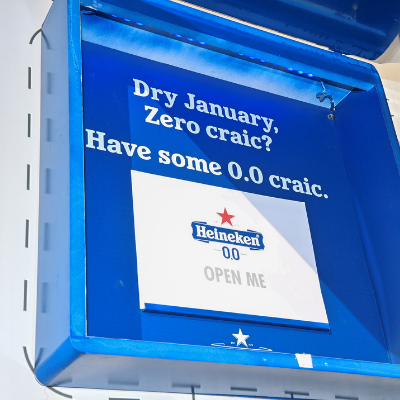 Dry January,
Zero craic?
Have some 0.0 craic.
Heineken
0.0
OPEN ME